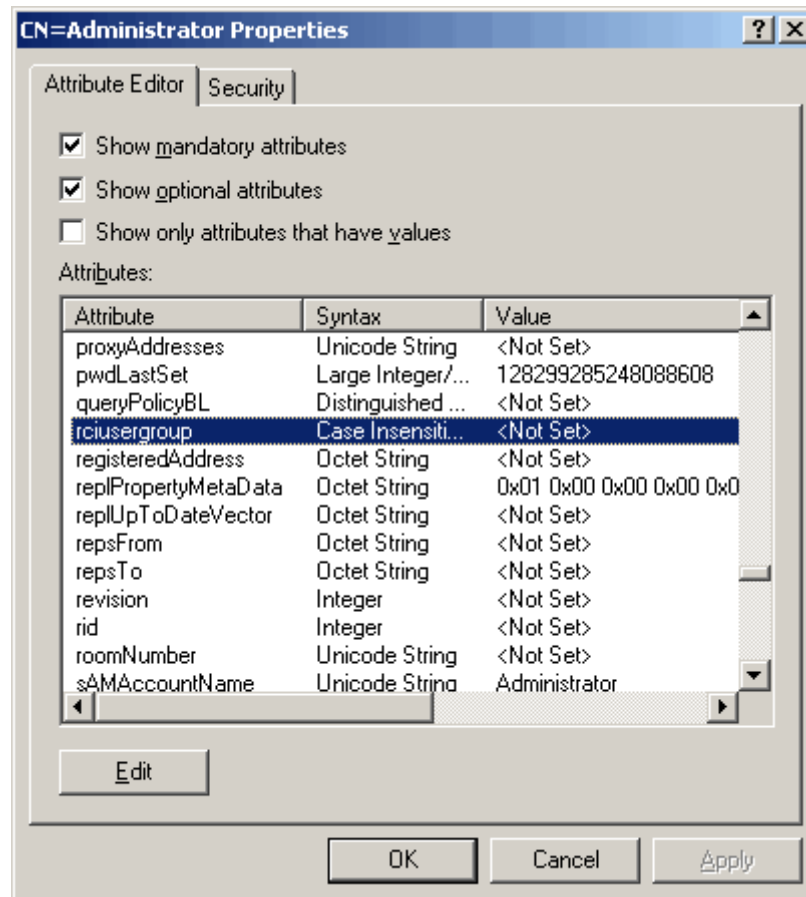 CN=Administrator Properties
Attribute Editor Security
Show mandatory attributes
Show optional attributes
Show only attributes that have values
Attributes:
Attribute Syntax Value
proxyAddresses Unicode String <Not Set>
pwdLastSet Large Integer/... 128299285248088608
queryPolicyBL Distinguished ... <Not Set>
rciusergroup Case Insensiti... <Not Set>
registeredAddress Octet String <Not Set>
replPropertyMetaData Octet String 0x01 0x00 0x00 0x00 0x0
replUpToDateVector Octet String <Not Set>
repsFrom Octet String <Not Set>
repsTo Octet String <Not Set>
revision Integer <Not Set>
rid Integer <Not Set>
roomNumber Unicode String <Not Set>
sAMAccountName Unicode String Administrator
Edit
OK Cancel Apply